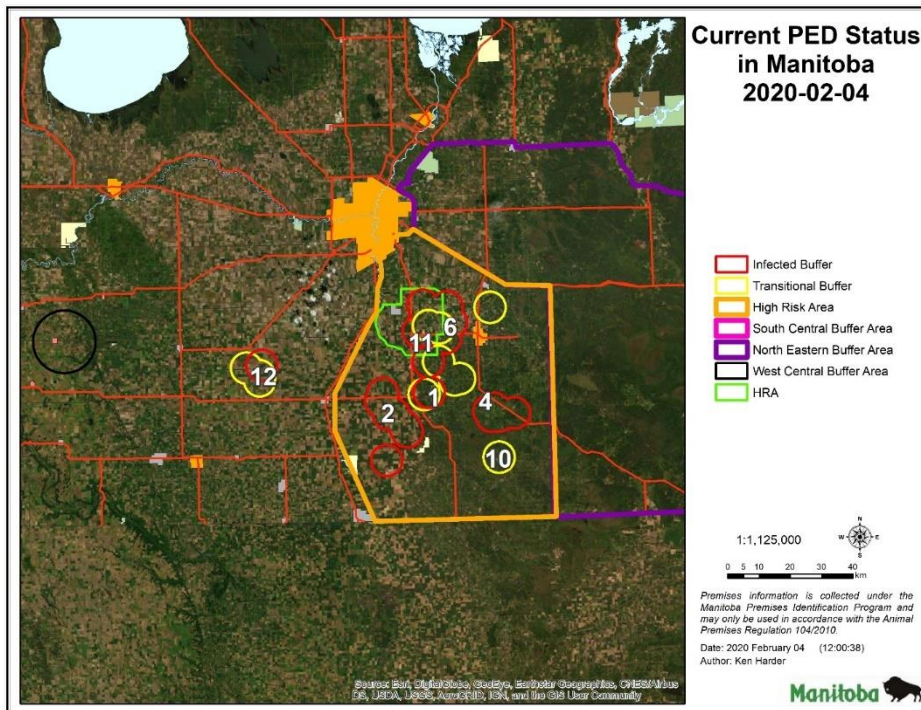 Current PED Status
in Manitoba
2020-02-04
Infected Buffer
Transitional Buffer
High Risk Area
South Central Buffer Area
North Eastern Buffer Area
West Central Buffer Area
HRA
6
11
12
1
4
2
10
1:1,125,000
N
W E
S
0 5 10 20 30 40
km
Premises information is collected under the
Manitoba Premises Identification Program and
may only be used in accordance with the Animal
Premises Regulation 104/2010.
Date: 2020 February 04 (12:00:38)
Author: Ken Harder
Source: Esri, DigitalGlobe, GeoEye, Earthstar Geographics, CNES/Airbus
DS, USDA, USGS, AeroGRID, IGN, and the GIS User Community
Manitoba